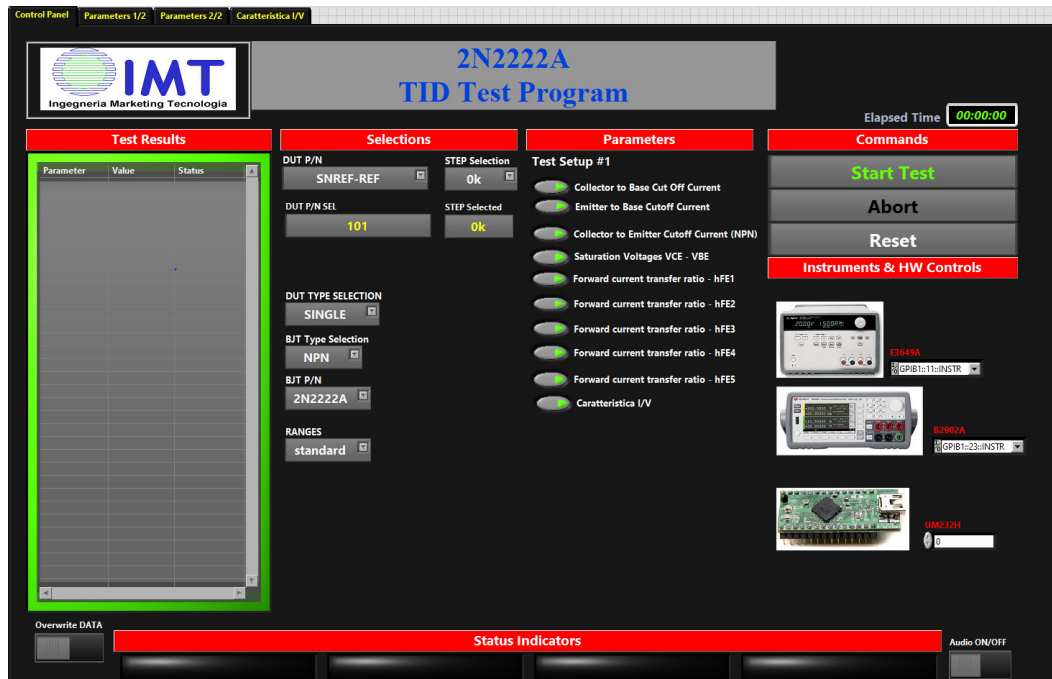 Control Panel
Parameters 1/2
Parameters 2/2
Caratteristica I/V
IMT
Ingegneria Marketing Tecnologia
2N2222A
TID Test Program
Elapsed Time 00:00:00
Test Results
Parameter Value Status
Selections
DUT P/N
SNREF-REF
STEP Selection
0k
DUT P/N SEL
101
STEP Selected
0k
DUT TYPE SELECTION
SINGLE
BJT Type Selection
NPN
BJT P/N
2N2222A
RANGES
standard
Parameters
Test Setup #1
Collector to Base Cut Off Current
Emitter to Base Cutoff Current
Collector to Emitter Cutoff Current (NPN)
Saturation Voltages VCE - VBE
Forward current transfer ratio - hFE1
Forward current transfer ratio - hFE2
Forward current transfer ratio - hFE3
Forward current transfer ratio - hFE4
Forward current transfer ratio - hFE5
Caratteristica I/V
Commands
Start Test
Abort
Reset
Instruments & HW Controls
E3649A
GPIB1::11::INSTR
B2902A
GPIB1::23::INSTR
UM232H
0
Overwrite DATA
Status Indicators
Audio ON/OFF